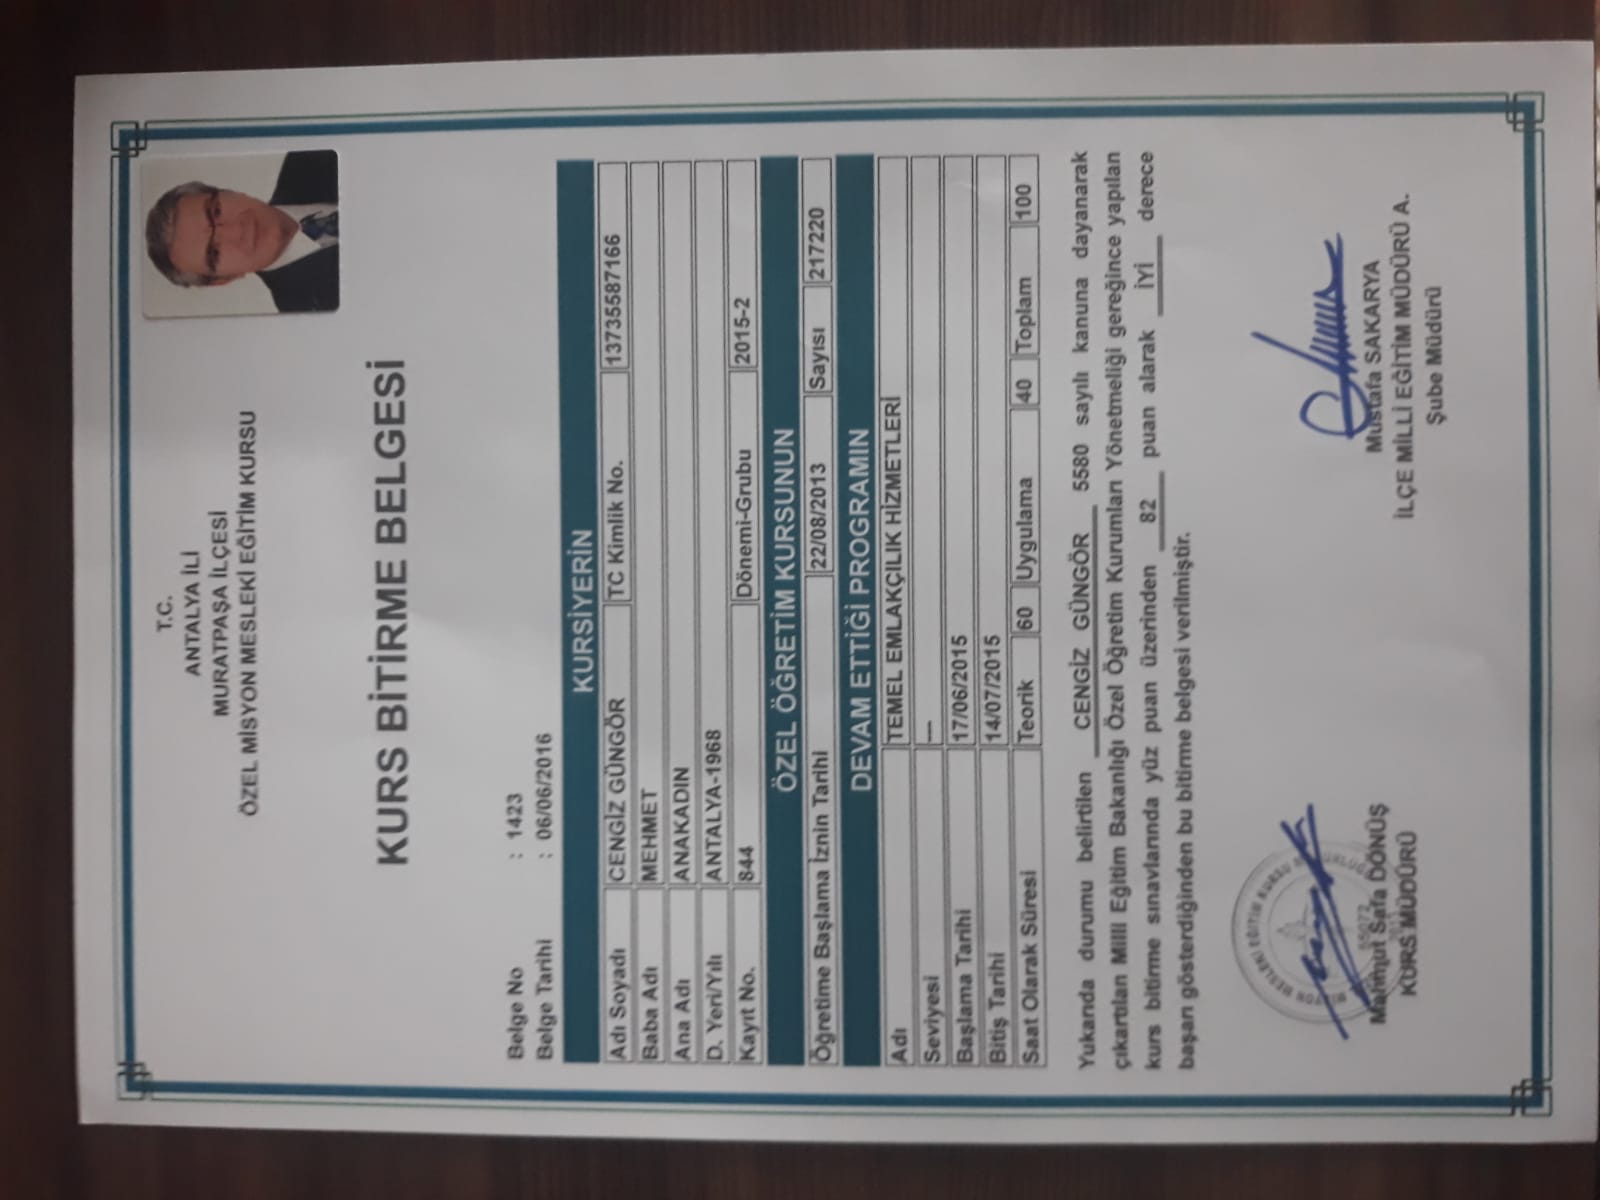 T.C.
ANTALYA İLİ
MURATPAŞA İLÇESİ
ÖZEL MİSYON MESLEKİ EĞİTİM KURSU
KURS BİTİRME BELGESİ
Belge No : 1423
Belge Tarihi : 06/06/2016
KURSİYERİN
Adı Soyadı CENGİZ GÜNGÖR TC Kimlik No. 13735587166
Baba Adı MEHMET
Ana Adı ANAKADIN
D. Yeri/Yılı ANTALYA-1968
Kayıt No. 844 Dönemi-Grubu 2015-2
ÖZEL ÖĞRETİM KURSUNUN
Öğretime Başlama İznin Tarihi 22/08/2013 Sayısı 217220
DEVAM ETTİĞİ PROGRAMIN
Adı TEMEL EMLAKÇILIK HİZMETLERİ
Seviyesi ---
Başlama Tarihi 17/06/2015
Bitiş Tarihi 14/07/2015
Saat Olarak Süresi Teorik 60 Uygulama 40 Toplam 100
Yukarıda durumu belirtilen CENGİZ GÜNGÖR 5580 sayılı kanuna dayanarak
çıkartılan Milli Eğitim Bakanlığı Özel Öğretim Kurumları Yönetmeliği gereğince yapılan
kurs bitirme sınavlarında yüz puan üzerinden 82 puan alarak İYİ derece
başarı gösterdiğinden bu bitirme belgesi verilmiştir.
Mahmut Safa DÖNÜŞ
KURS MÜDÜRÜ
Mustafa SAKARYA
İLÇE MİLLİ EĞİTİM MÜDÜRÜ A.
Şube Müdürü